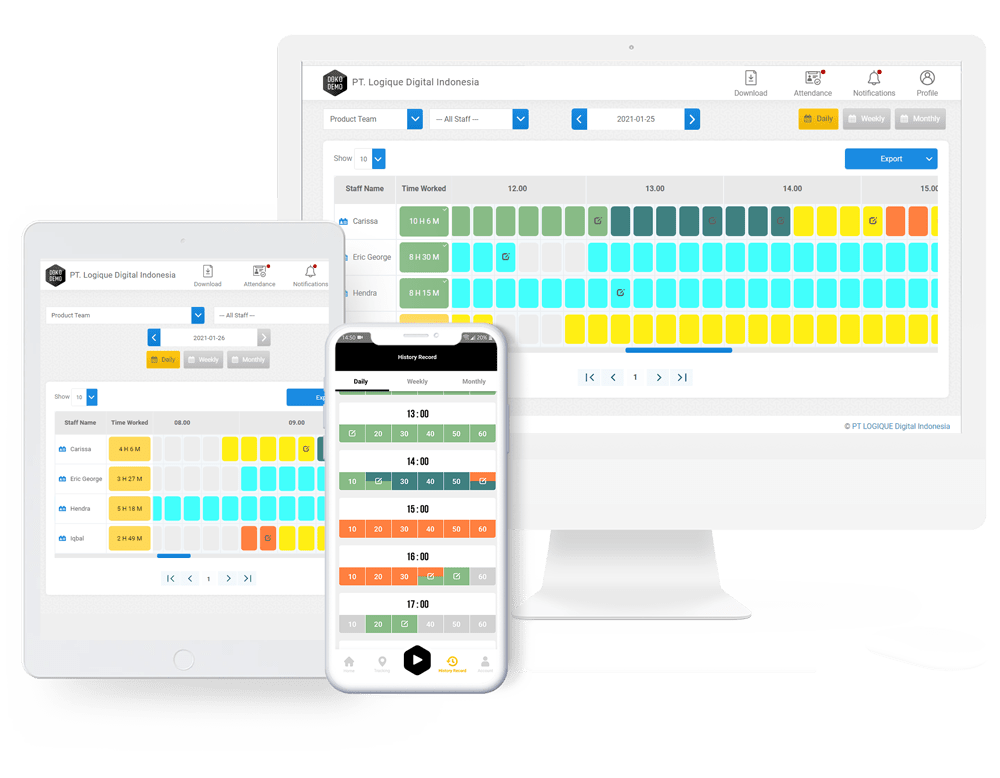 DOKO
DEMO
PT. Logique Digital Indonesia
Download
Attendance
Notifications
Profile
Product Team
--- All Staff ---
2021-01-25
Daily
Weekly
Monthly
Show
10
Export
Staff Name
Time Worked
12.00
13.00
14.00
15.00
Carissa
10 H 6 M
Eric George
8 H 30 M
Hendra
8 H 15 M
1
© PT LOGIQUE Digital Indonesia
DOKO
DEMO
PT. Logique Digital Indonesia
Download
Attendance
Notifications
Product Team
--- All Staff ---
2021-01-26
Daily
Weekly
Monthly
Show
10
Exp
Staff Name
Time Worked
08.00
09.00
Carissa
4 H 6 M
Eric George
3 H 27 M
Hendra
5 H 18 M
Iqbal
2 H 49 M
1
14:50
20%
History Record
Daily
Weekly
Monthly
13:00
20 30 40 50 60
14:00
10 30 40 50
15:00
10 20 30 40 50 60
16:00
10 20 30 60
17:00
10 20 40 50 60
History Record